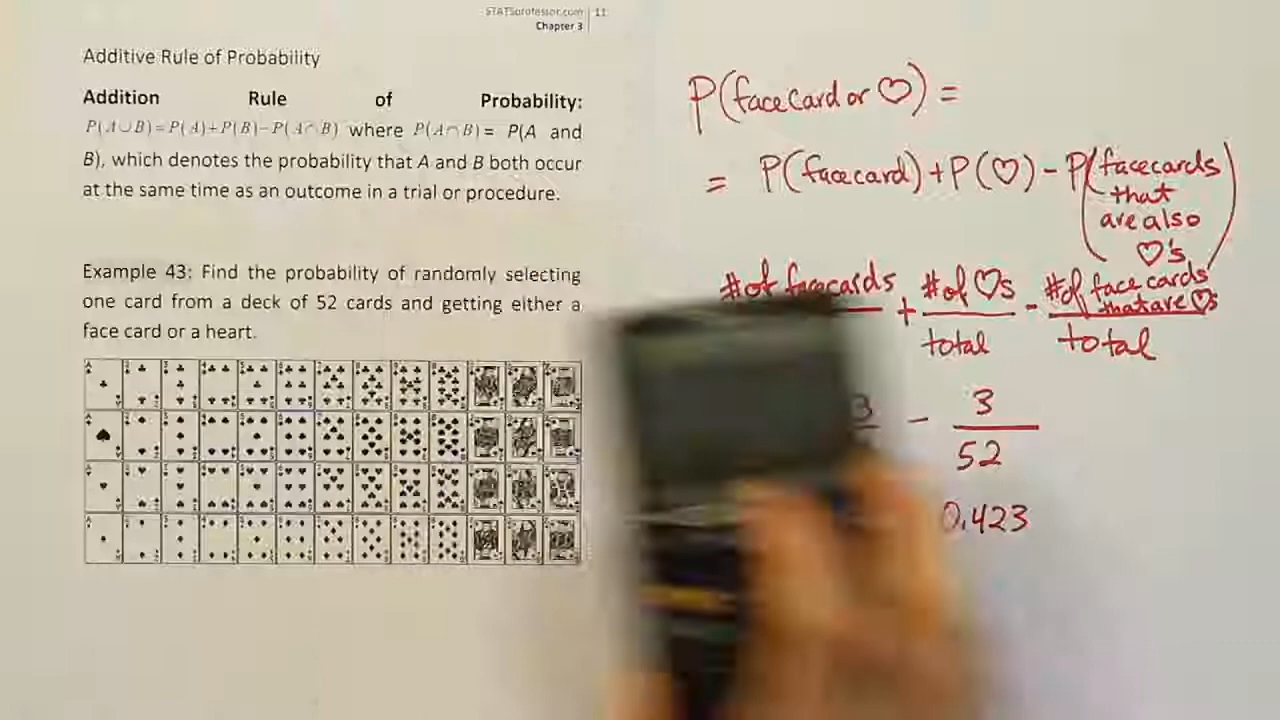 STATSprofessor.com | 11
Chapter 3
Additive Rule of Probability
Addition Rule of Probability:
P(A∪B)=P(A)+P(B)−P(A∩B) where P(A∩B)= P(A and
B), which denotes the probability that A and B both occur
at the same time as an outcome in a trial or procedure.
Example 43: Find the probability of randomly selecting
one card from a deck of 52 cards and getting either a
face card or a heart.
P(face card or ♡) =
= P(facecard) + P(♡) - P(facecards
that
are also
♡'s)
# of facecards + # of ♡s - # of face cards
that are ♡s
total total
3 - 3
52
0.423